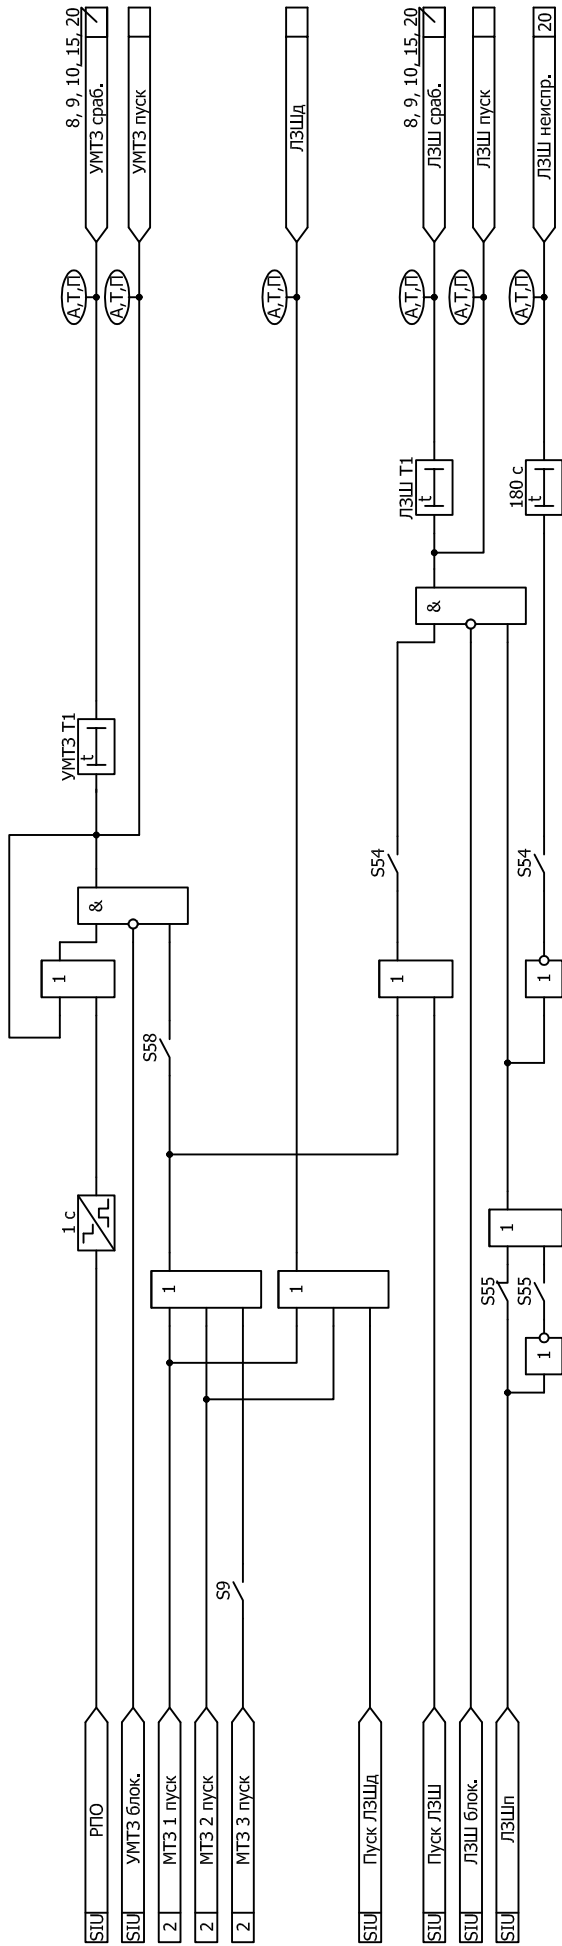 SIU РПО
SIU УМТЗ блок.
2 МТЗ 1 пуск
2 МТЗ 2 пуск
2 МТЗ 3 пуск
SIU Пуск ЛЗШд
SIU Пуск ЛЗШ
SIU ЛЗШ блок.
SIU ЛЗШп
S9
1 с
1
1
S55
S55
1
1
S58
1
1
1
S54
S54
&
УМТЗ Т1
t
&
ЛЗШ Т1
t
180 с
t
А,Т,П
А,Т,П
А,Т,П
А,Т,П
А,Т,П
А,Т,П
УМТЗ сраб.
8, 9, 10, 15, 20
УМТЗ пуск
ЛЗШд
ЛЗШ сраб.
8, 9, 10, 15, 20
ЛЗШ пуск
ЛЗШ неиспр. 20